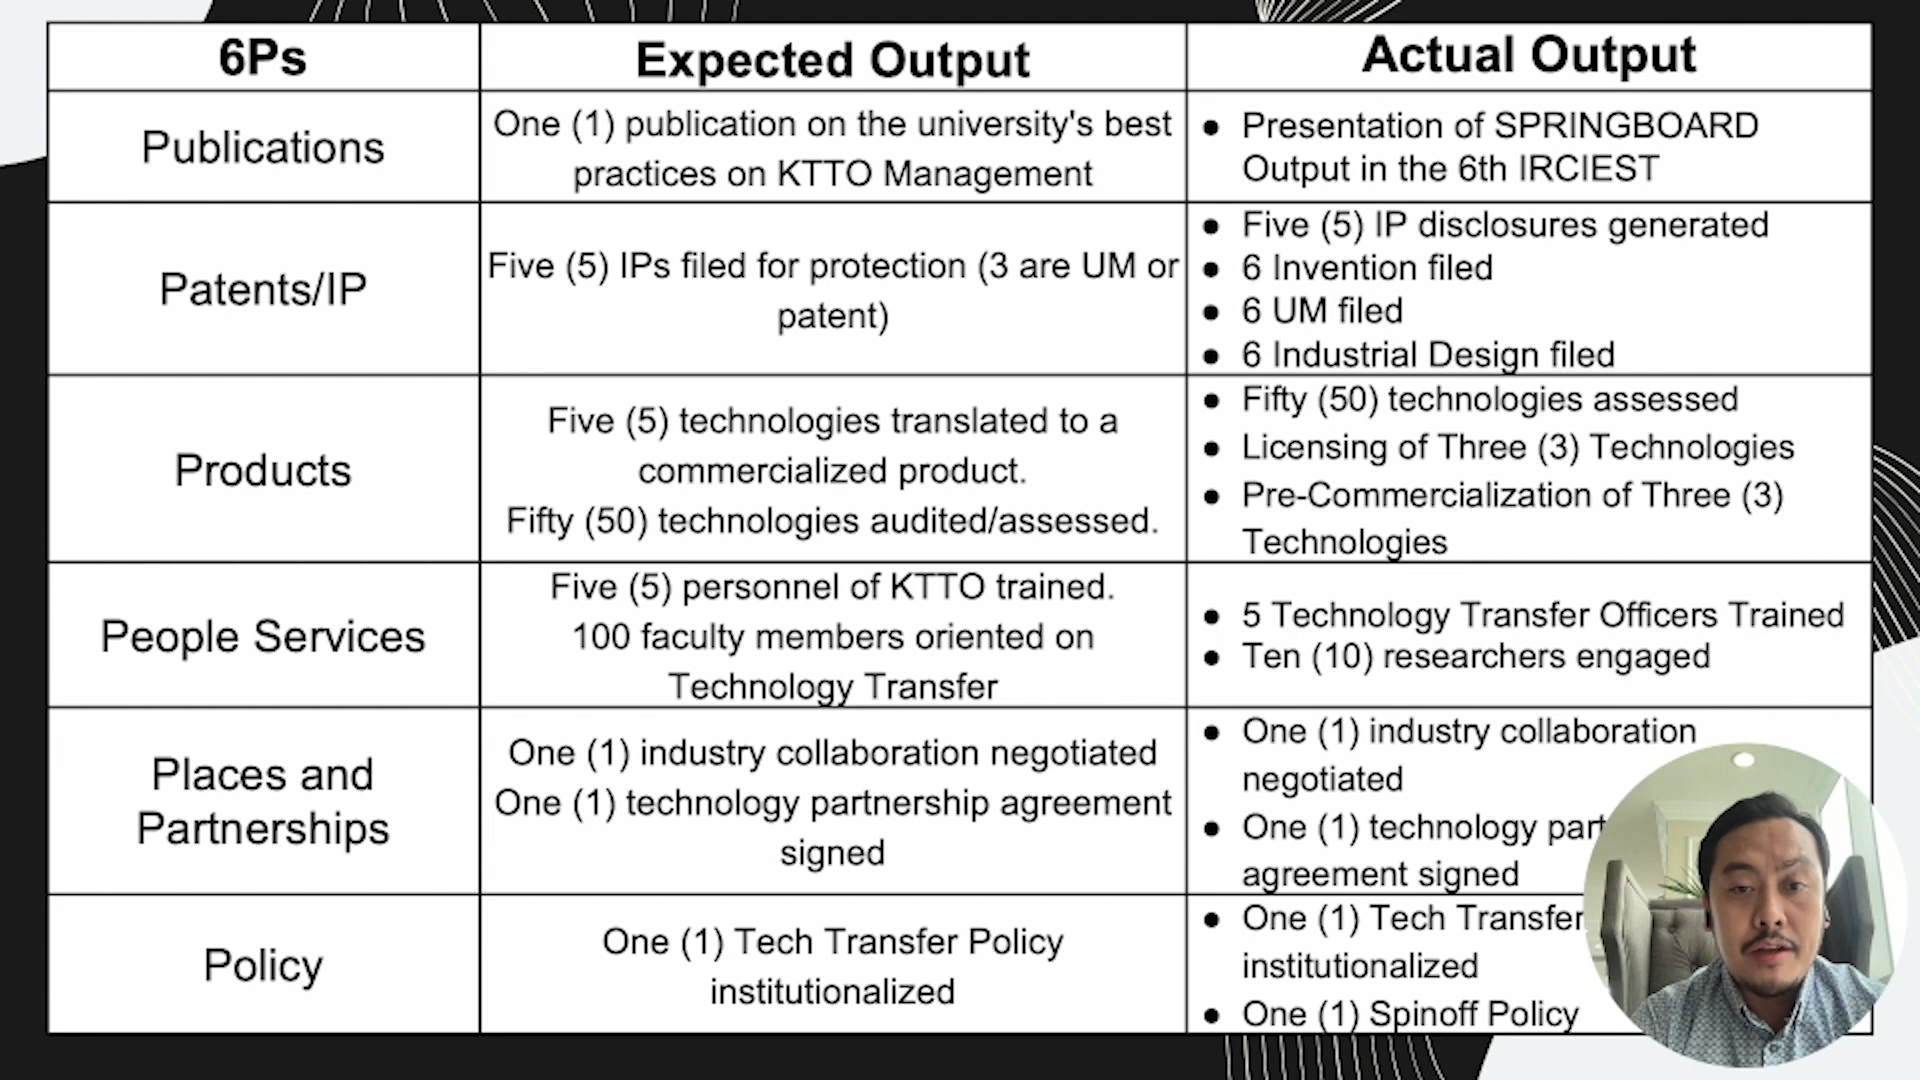 6Ps
Expected Output
Actual Output
Publications
One (1) publication on the university's best
practices on KTTO Management
● Presentation of SPRINGBOARD
Output in the 6th IRCIEST
Patents/IP
Five (5) IPs filed for protection (3 are UM or
patent)
● Five (5) IP disclosures generated
● 6 Invention filed
● 6 UM filed
● 6 Industrial Design filed
Products
Five (5) technologies translated to a
commercialized product.
Fifty (50) technologies audited/assessed.
● Fifty (50) technologies assessed
● Licensing of Three (3) Technologies
● Pre-Commercialization of Three (3)
Technologies
People Services
Five (5) personnel of KTTO trained.
100 faculty members oriented on
Technology Transfer
● 5 Technology Transfer Officers Trained
● Ten (10) researchers engaged
Places and
Partnerships
One (1) industry collaboration negotiated
One (1) technology partnership agreement
signed
● One (1) industry collaboration
negotiated
● One (1) technology
agreement signed
Policy
One (1) Tech Transfer Policy
institutionalized
● One (1) Tech Transfer
institutionalized
● One (1) Spinoff Policy